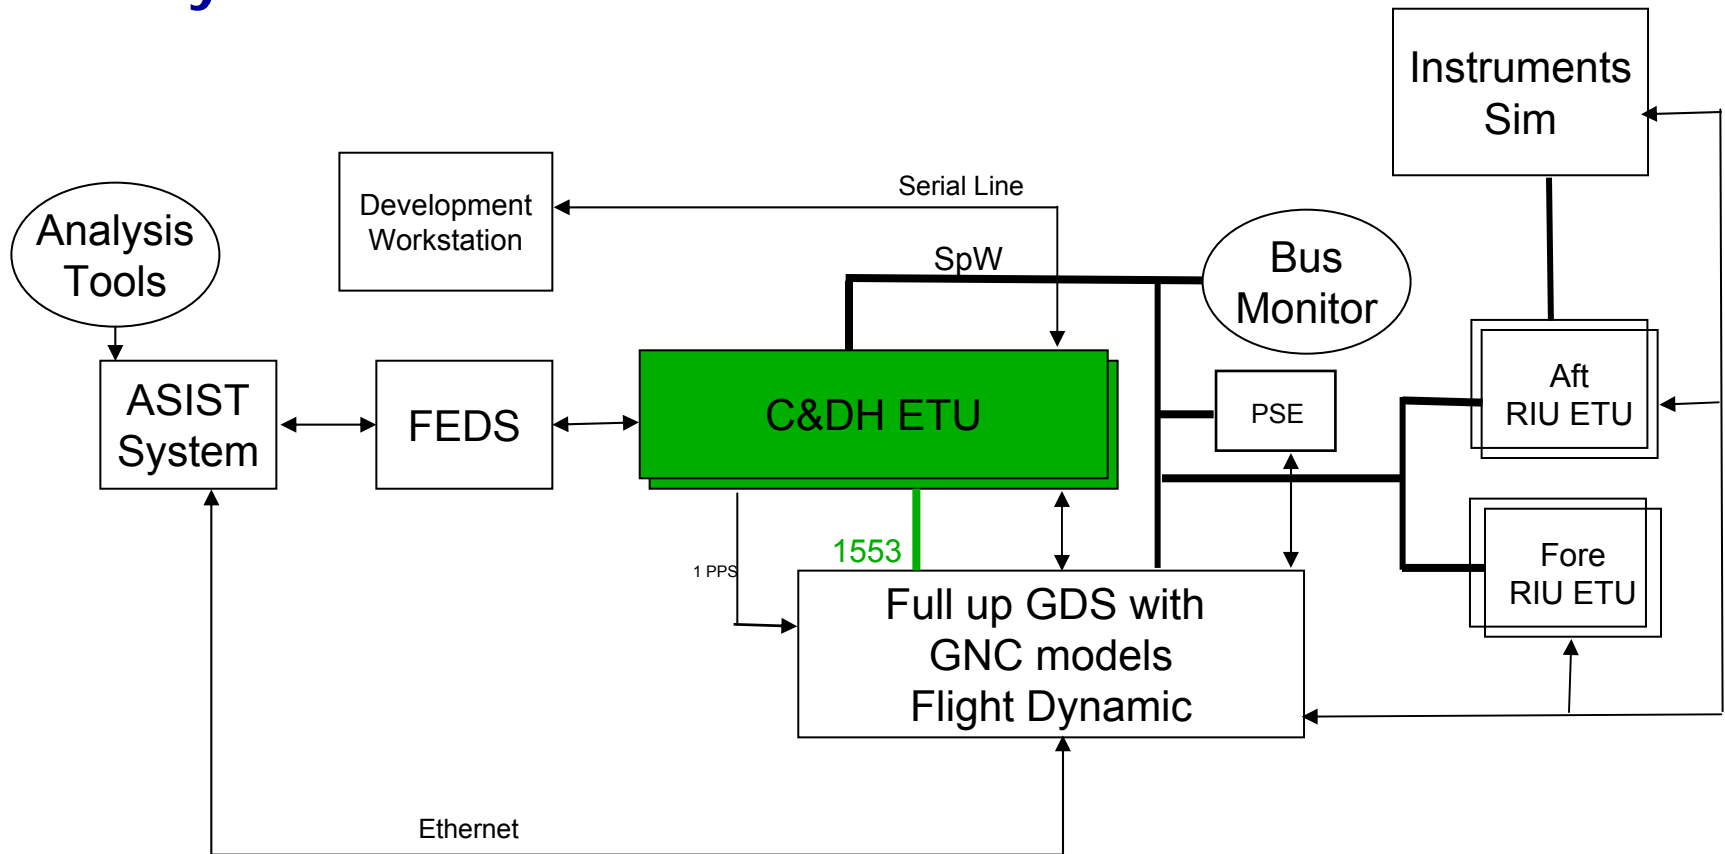 Instruments
Sim
Serial Line
Development
Workstation
Analysis
Tools
SpW
Bus
Monitor
ASIST
System
FEDS
C&DH ETU
PSE
Aft
RIU ETU
1553
1 PPS
Fore
RIU ETU
Full up GDS with
GNC models
Flight Dynamic
Ethernet